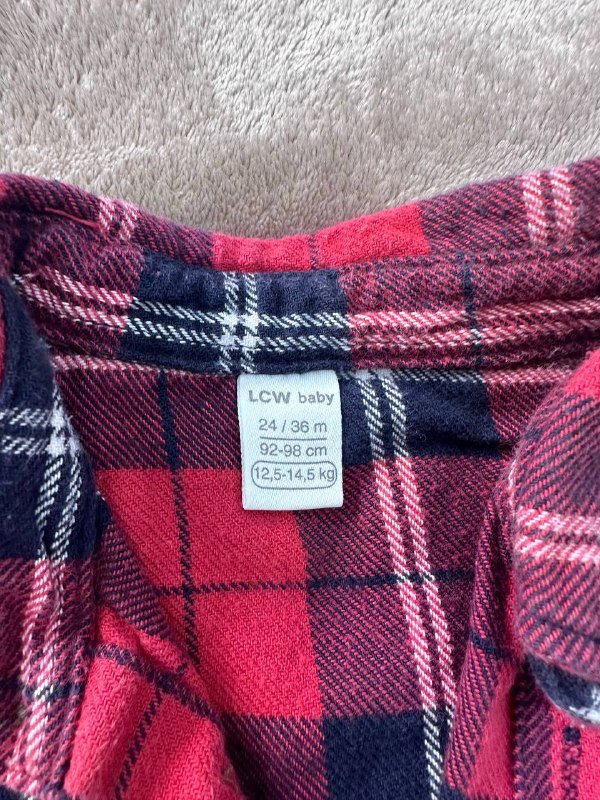 LCW baby
24 / 36 m
92-98 cm
12,5-14,5 kg